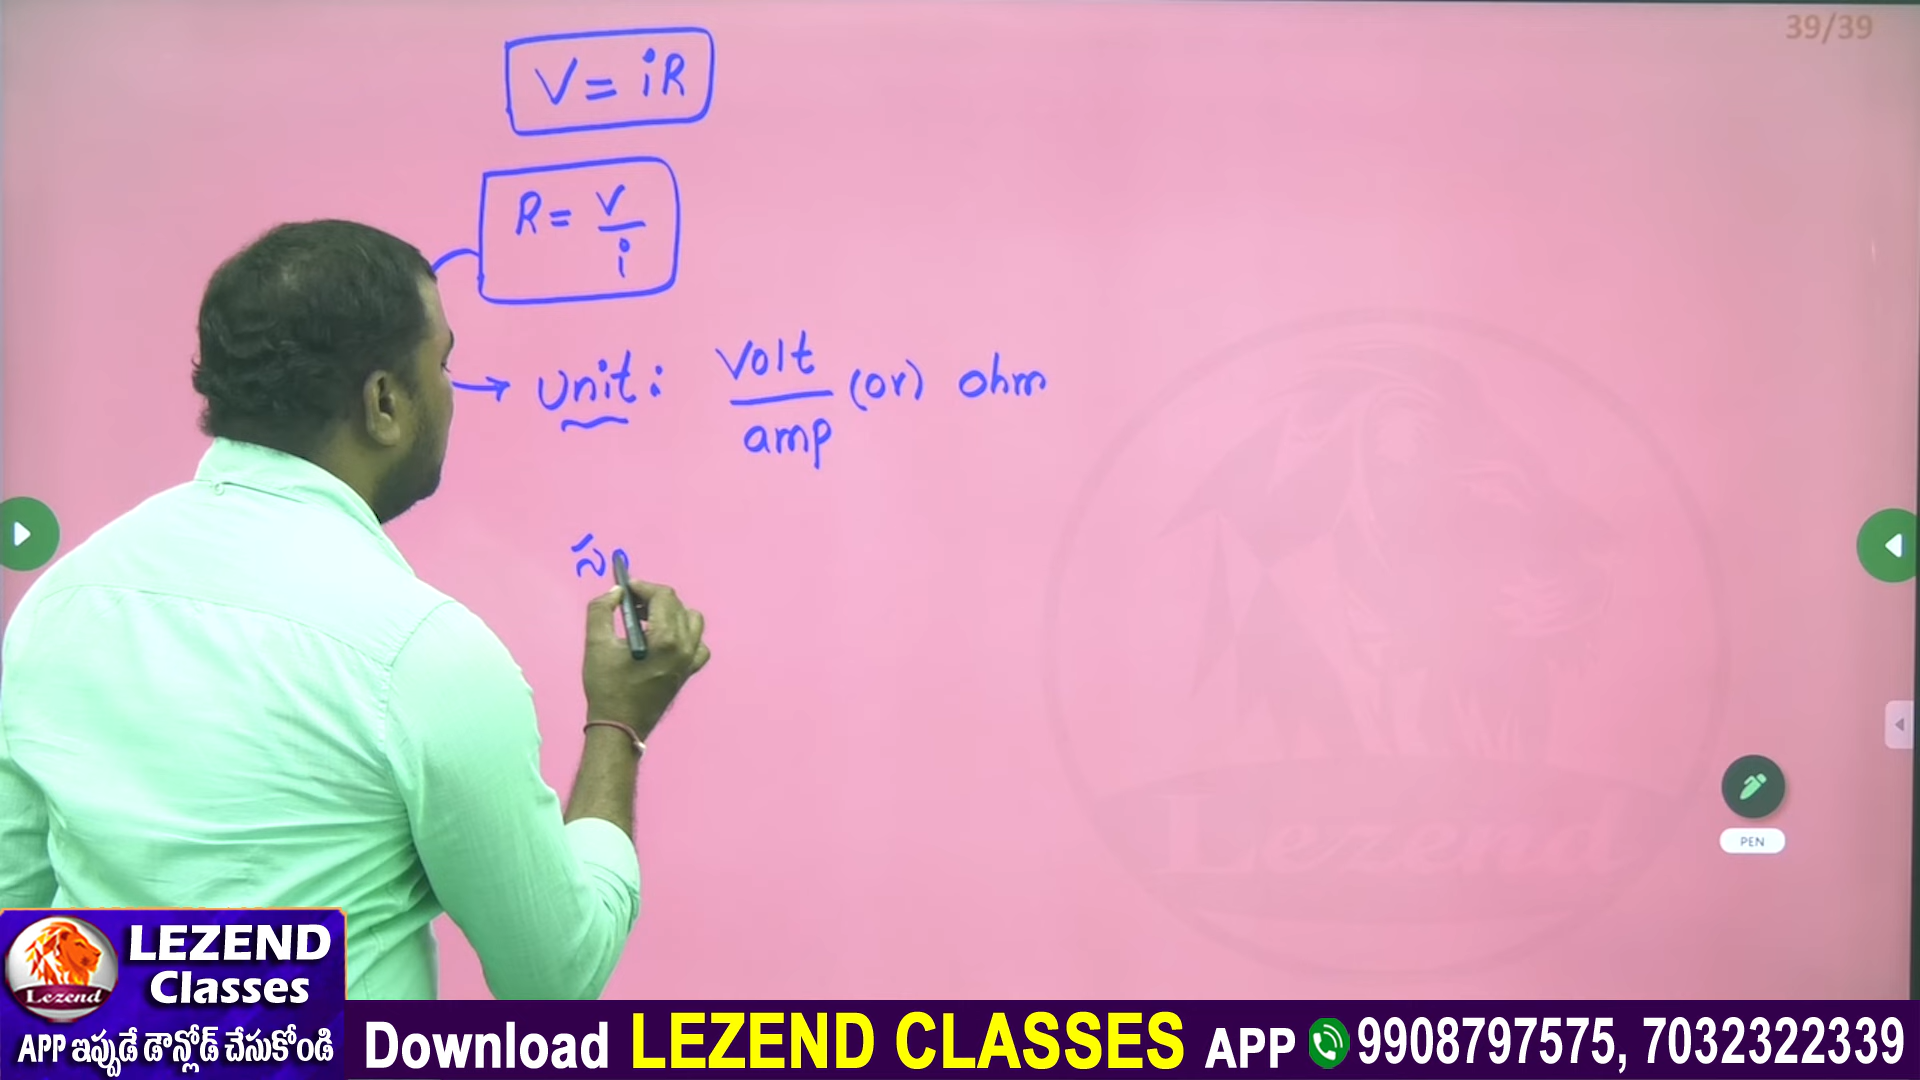 39/39
V = iR
R = V/i
→ Unit : Volt/amp (or) ohm
సం
Lezend
PEN
LEZEND
Classes
Lezend
APP ఇప్పుడే డౌన్లోడ్ చేసుకోండి
Download LEZEND CLASSES APP 9908797575, 7032322339